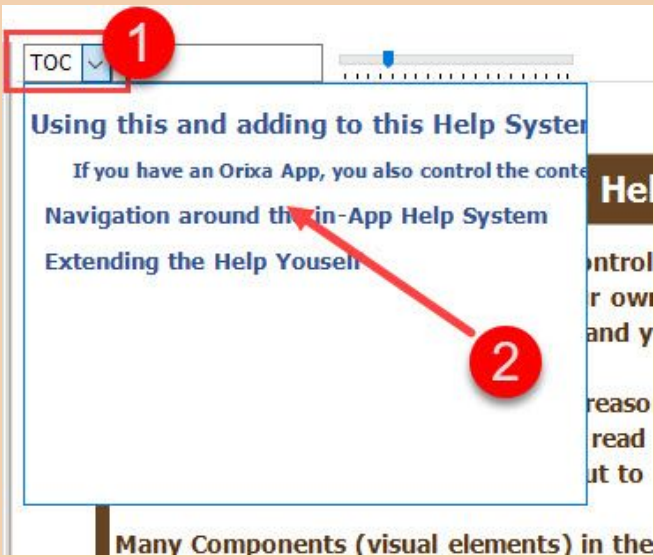 1
TOC
Using this and adding to this Help System
If you have an Orixa App, you also control the conte
Hel
Navigation around the in-App Help System
Extending the Help Youself
ontrol
r own
and y
2
reaso
read
ut to
Many Components (visual elements) in the